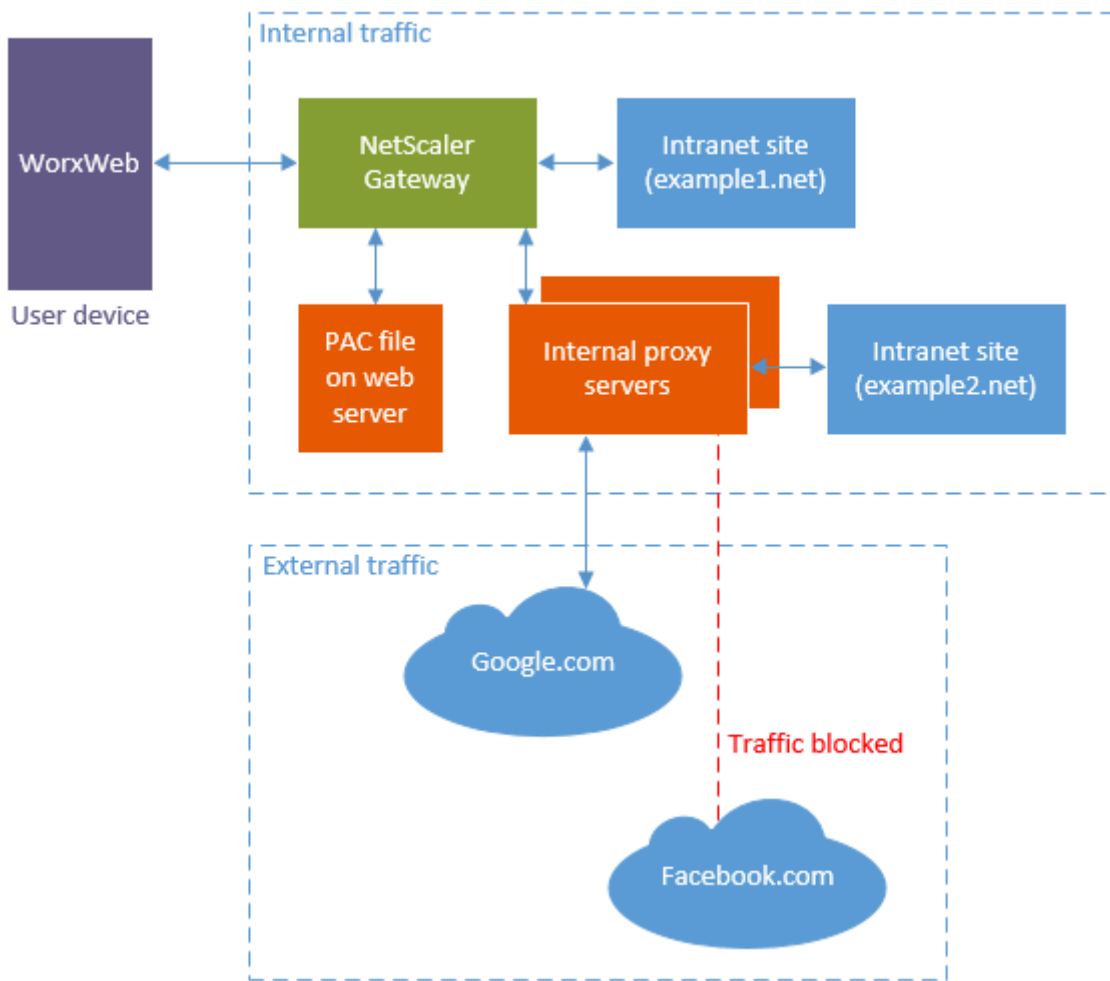 Internal traffic
WorxWeb
User device
NetScaler
Gateway
Intranet site
(example1.net)
PAC file
on web
server
Internal proxy
servers
Intranet site
(example2.net)
External traffic
Google.com
Traffic blocked
Facebook.com